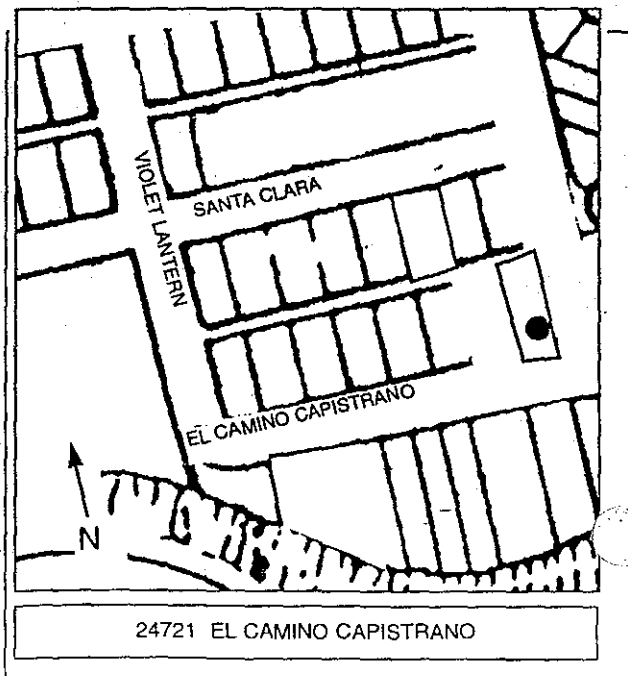 VIOLET LANTERN
SANTA CLARA
EL CAMINO CAPISTRANO
N
24721 EL CAMINO CAPISTRANO